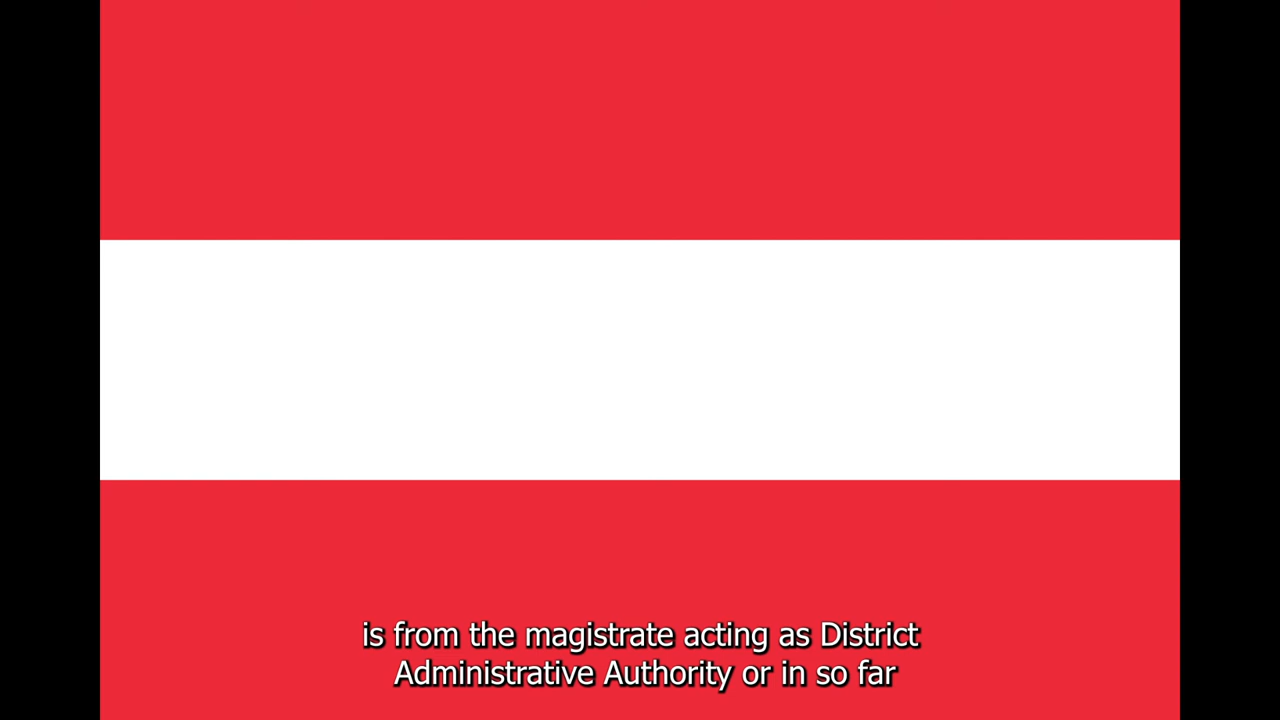 is from the magistrate acting as District
Administrative Authority or in so far